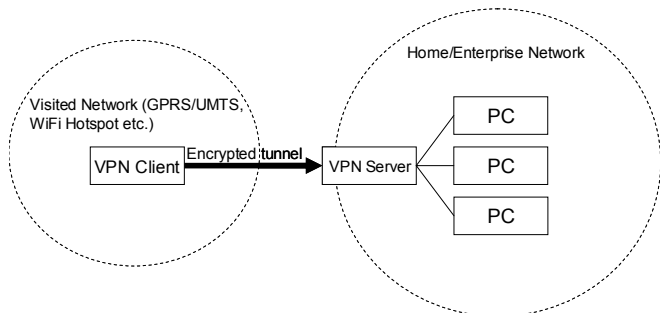 Home/Enterprise Network
Visited Network (GPRS/UMTS,
WiFi Hotspot etc.)
VPN Client
Encrypted tunnel
VPN Server
PC
PC
PC